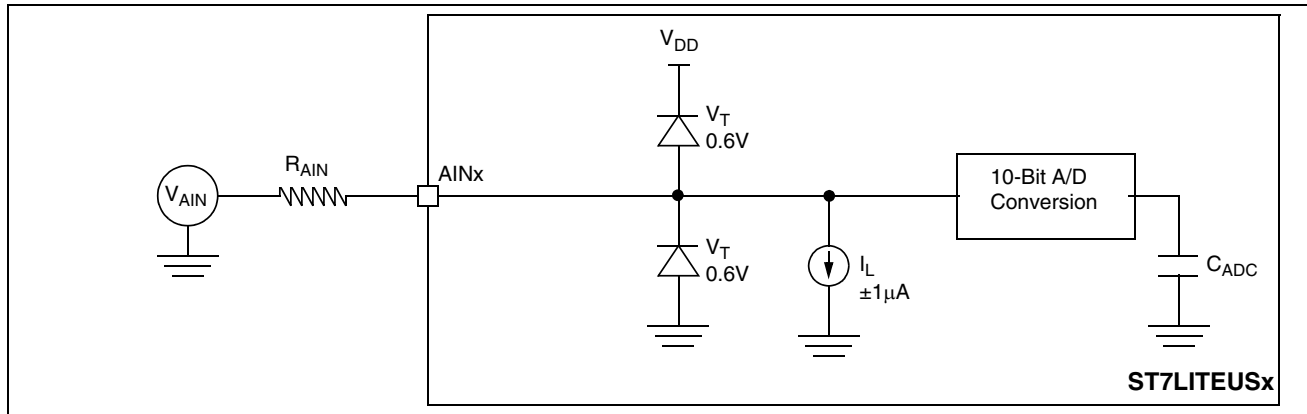 V_DD
V_T
0.6V
R_AIN
AINx
V_AIN
10-Bit A/D
Conversion
V_T
0.6V
I_L
±1μA
C_ADC
ST7LITEUSx